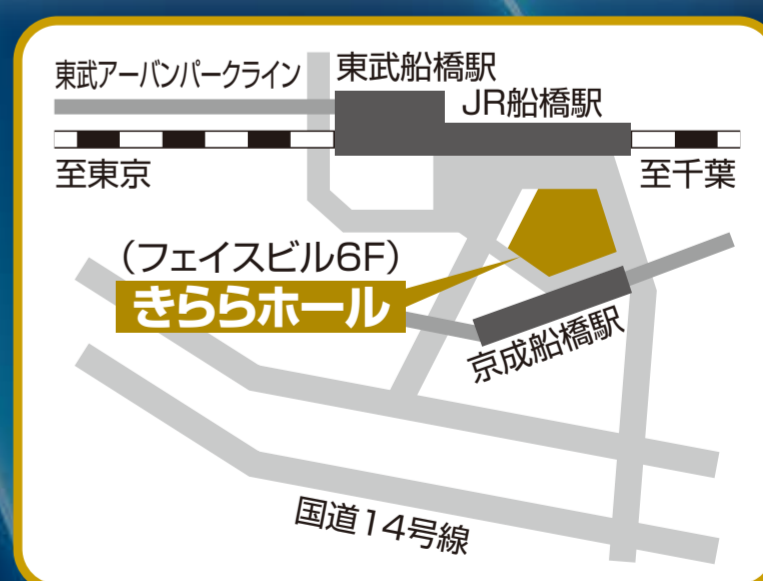 東武アーバンパークライン
東武船橋駅
JR船橋駅
至東京
至千葉
（フェイスビル6F）
きららホール
京成船橋駅
国道14号線